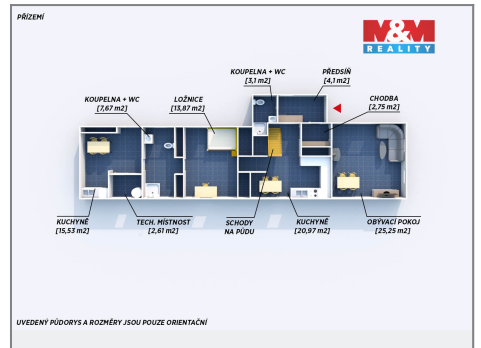 PŘÍZEMÍ
M&M
REALITY
KOUPELNA + WC
[3,1 m2]
PŘEDSÍŇ
[4,1 m2]
KOUPELNA + WC
[7,67 m2]
LOŽNICE
[13,87 m2]
CHODBA
[2,75 m2]
KUCHYNĚ
[15,53 m2]
TECH. MÍSTNOST
[2,61 m2]
SCHODY
NA PŮDU
KUCHYNĚ
[20,97 m2]
OBÝVACÍ POKOJ
[25,25 m2]
UVEDENÝ PŮDORYS A ROZMĚRY JSOU POUZE ORIENTAČNÍ